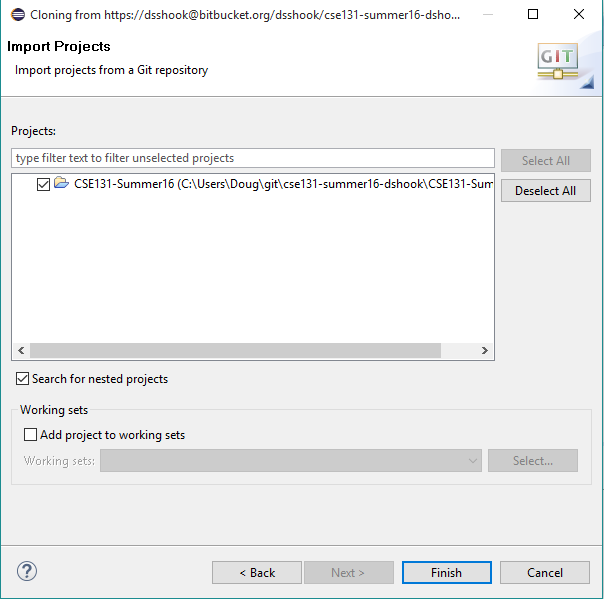 Cloning from https://dsshook@bitbucket.org/dsshook/cse131-summer16-dsho...
Import Projects
Import projects from a Git repository
GIT
Projects:
type filter text to filter unselected projects
Select All
CSE131-Summer16 (C:\Users\Doug\git\cse131-summer16-dshook\CSE131-Sum
Deselect All
Search for nested projects
Working sets
Add project to working sets
Working sets:
Select...
?
< Back
Next >
Finish
Cancel